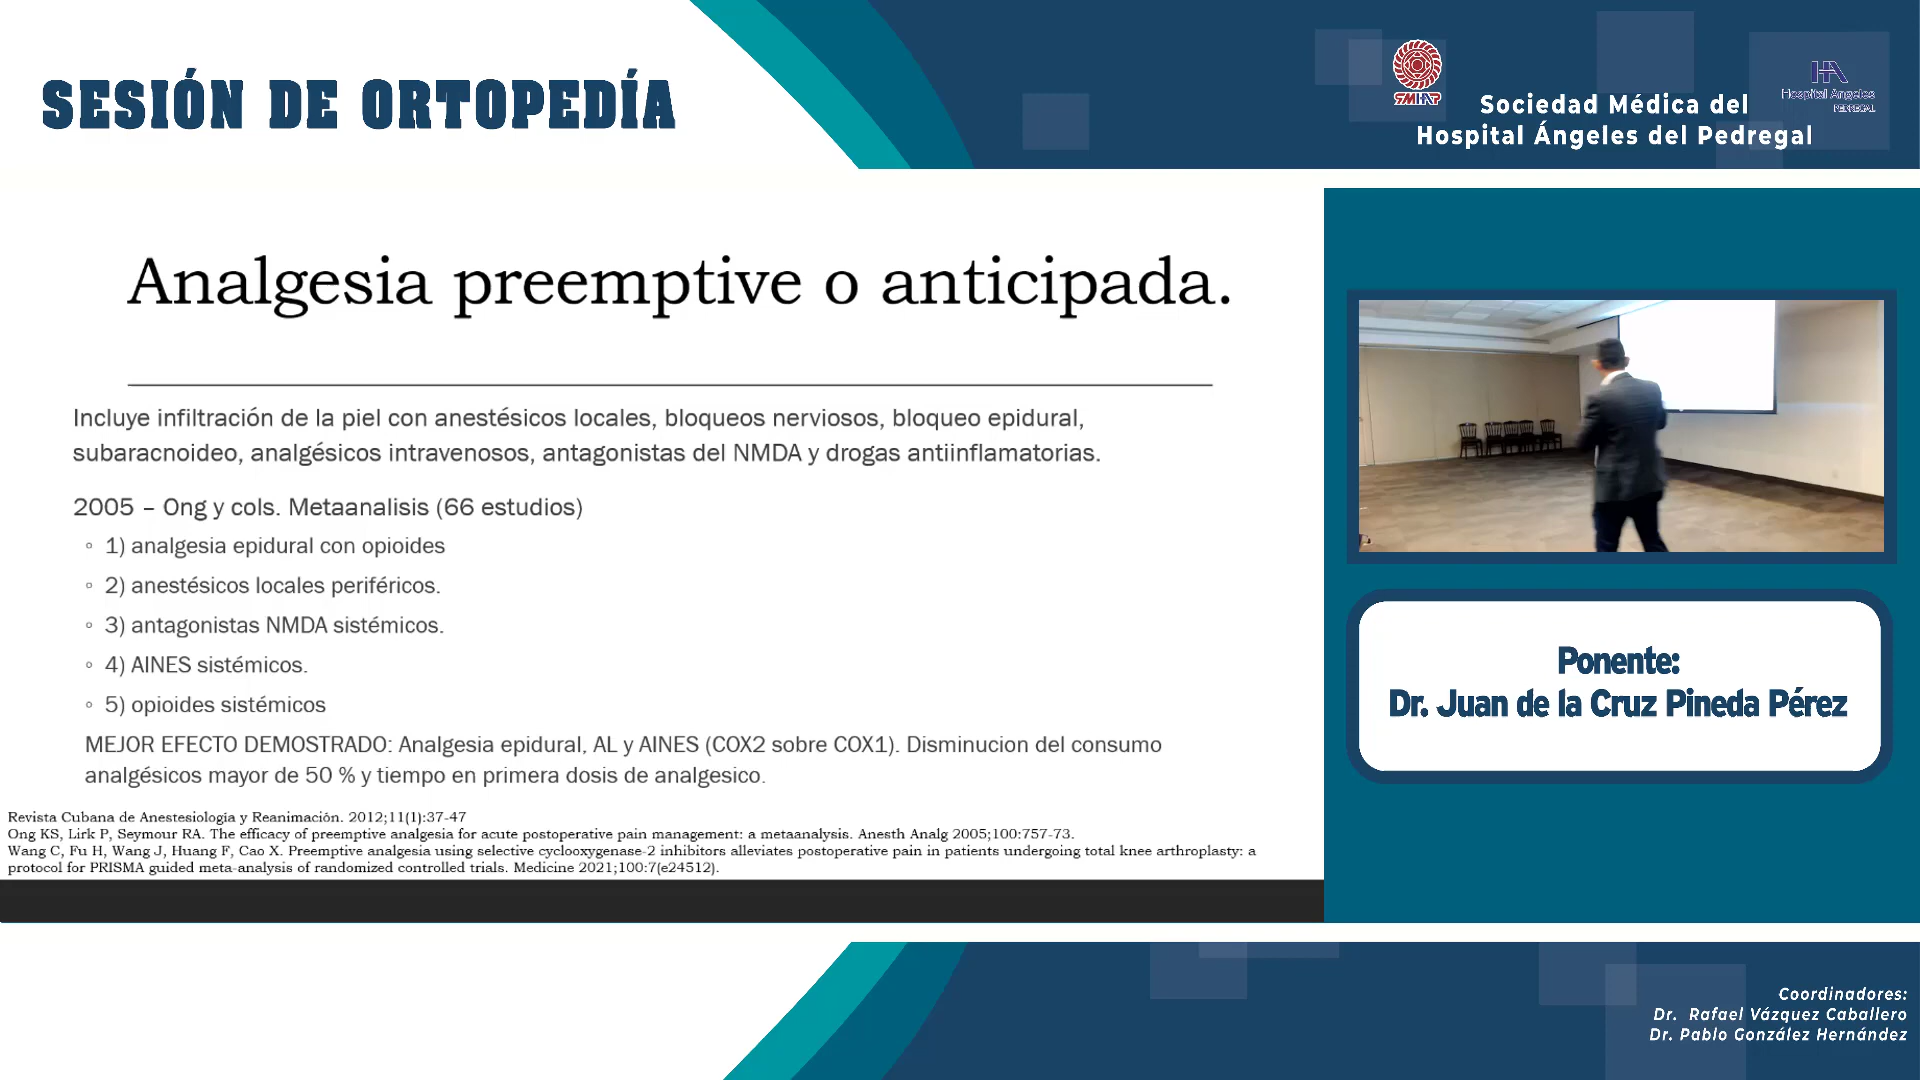 SESIÓN DE ORTOPEDÍA
SMHAP
Sociedad Médica del
Hospital Ángeles del Pedregal
HA
Hospital Angeles
PEDREGAL
Analgesia preemptive o anticipada.
Incluye infiltración de la piel con anestésicos locales, bloqueos nerviosos, bloqueo epidural,
subaracnoideo, analgésicos intravenosos, antagonistas del NMDA y drogas antiinflamatorias.
2005 – Ong y cols. Metaanalisis (66 estudios)
◦ 1) analgesia epidural con opioides
◦ 2) anestésicos locales periféricos.
◦ 3) antagonistas NMDA sistémicos.
◦ 4) AINES sistémicos.
◦ 5) opioides sistémicos
MEJOR EFECTO DEMOSTRADO: Analgesia epidural, AL y AINES (COX2 sobre COX1). Disminucion del consumo
analgésicos mayor de 50 % y tiempo en primera dosis de analgesico.
Revista Cubana de Anestesiología y Reanimación. 2012;11(1):37-47
Ong KS, Lirk P, Seymour RA. The efficacy of preemptive analgesia for acute postoperative pain management: a metaanalysis. Anesth Analg 2005;100:757-73.
Wang C, Fu H, Wang J, Huang F, Cao X. Preemptive analgesia using selective cyclooxygenase-2 inhibitors alleviates postoperative pain in patients undergoing total knee arthroplasty: a
protocol for PRISMA guided meta-analysis of randomized controlled trials. Medicine 2021;100:7(e24512).
Ponente:
Dr. Juan de la Cruz Pineda Pérez
Coordinadores:
Dr. Rafael Vázquez Caballero
Dr. Pablo González Hernández